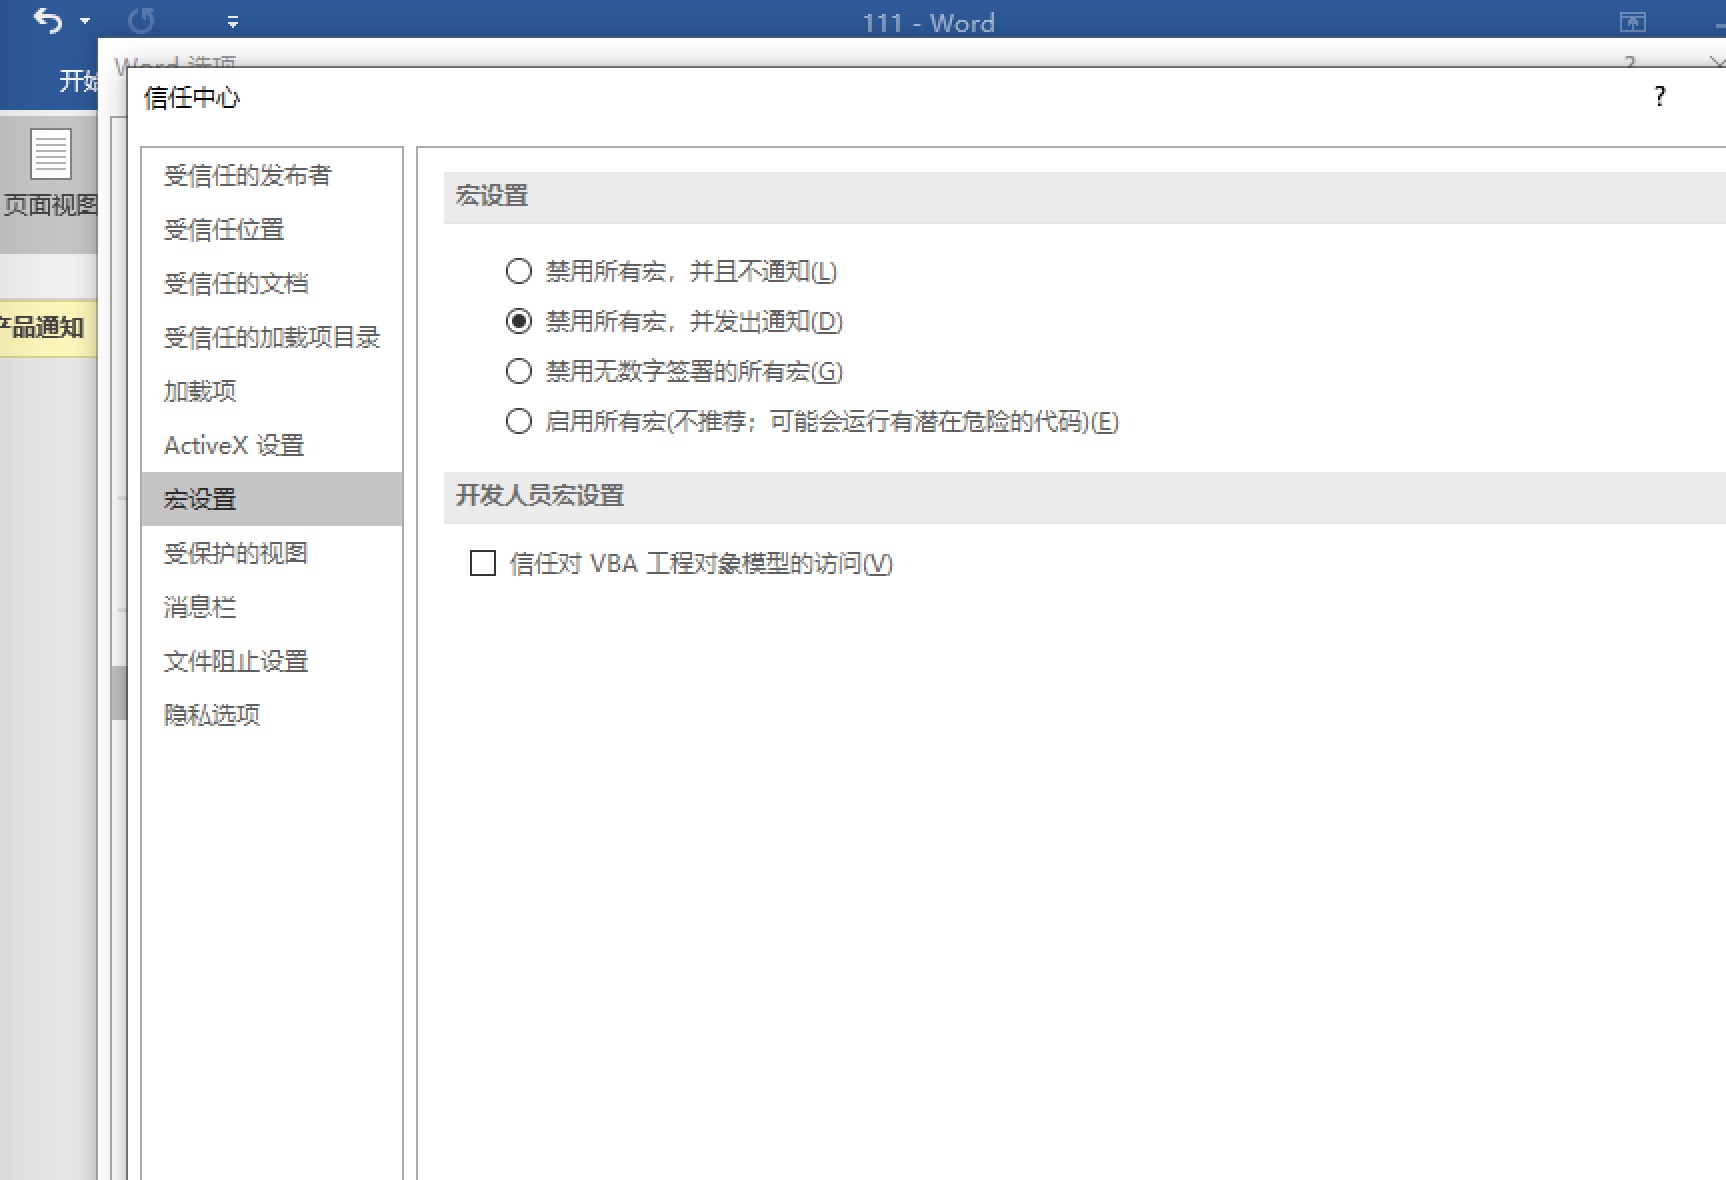 111 - Word
Word 选项
?
开始
信任中心
?
页面视图
产品通知
受信任的发布者
受信任位置
受信任的文档
受信任的加载项目录
加载项
ActiveX 设置
宏设置
受保护的视图
消息栏
文件阻止设置
隐私选项
宏设置
禁用所有宏，并且不通知(L)
禁用所有宏，并发出通知(D)
禁用无数字签署的所有宏(G)
启用所有宏(不推荐；可能会运行有潜在危险的代码)(E)
开发人员宏设置
信任对 VBA 工程对象模型的访问(V)